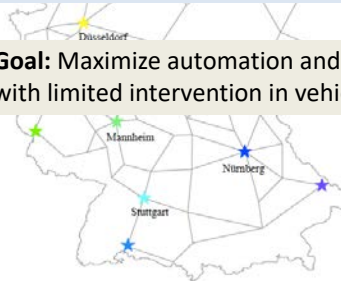 Düsseldorf
Goal: Maximize automation and
with limited intervention in vehi
Mannheim
Nürnberg
Stuttgart